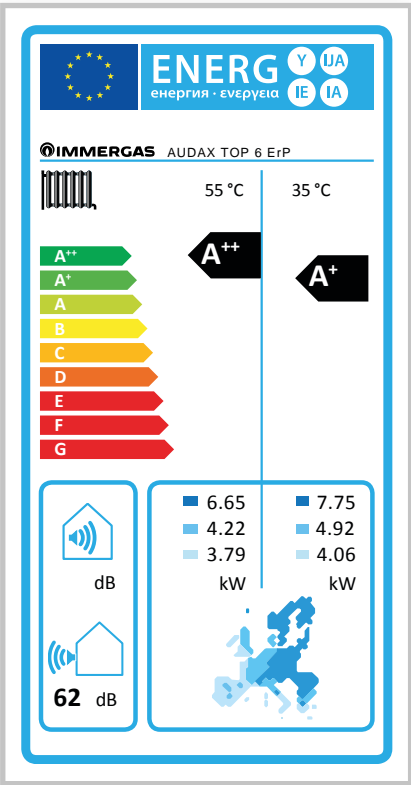 ENERG Y IJA
енергия · ενεργεια IE IA
IMMERGAS AUDAX TOP 6 ErP
55 °C 35 °C
A++
A+
A++
A+
A
B
C
D
E
F
G
6.65 7.75
4.22 4.92
3.79 4.06
dB kW kW
62 dB